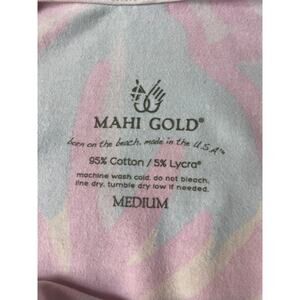 MAHI GOLD®
born on the beach, made in the U.S.A.™
95% Cotton / 5% Lycra®
machine wash cold. do not bleach.
line dry. tumble dry low if needed.
MEDIUM